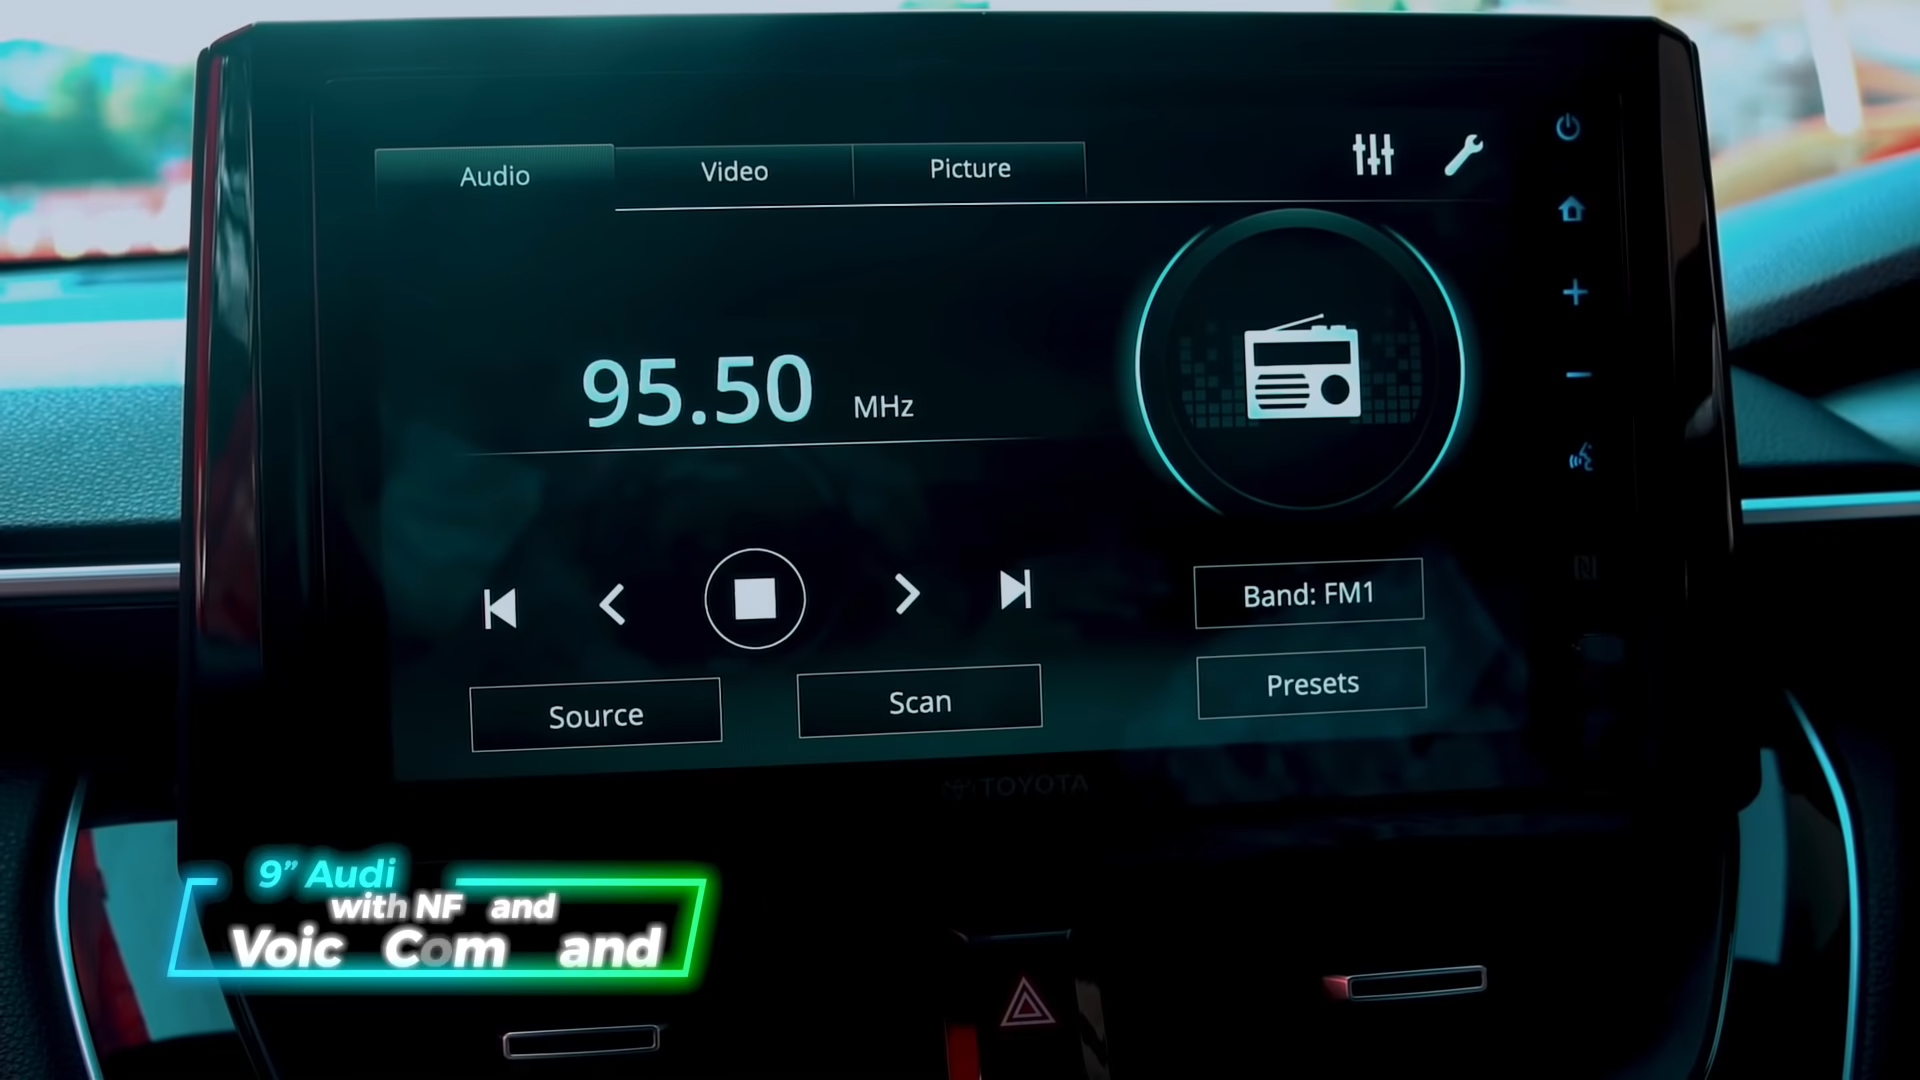 Audio
Video
Picture
95.50 MHz
Band: FM1
Source
Scan
Presets
TOYOTA
9” Audi
with NF and
Voic Com and